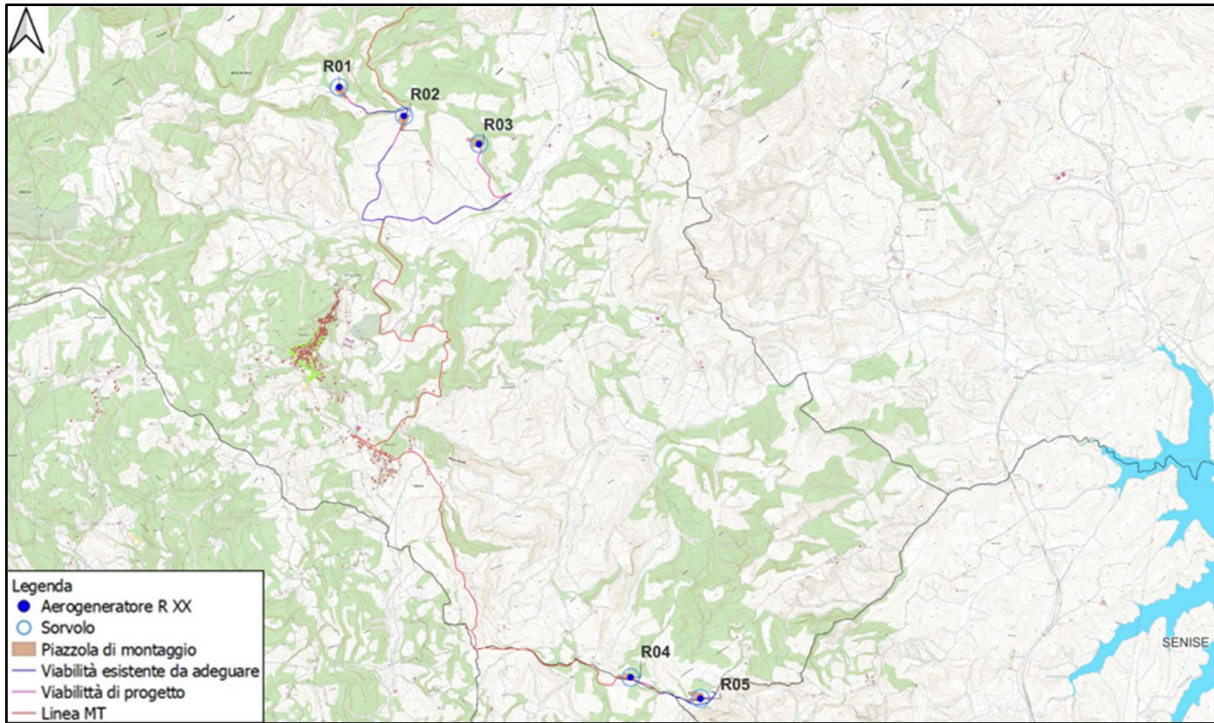 R01
R02
R03
R04
R05
SENISE
Legenda
Aerogeneratore R XX
Sorvolo
Piazzola di montaggio
Viabilità esistente da adeguare
Viabilittà di progetto
Linea MT